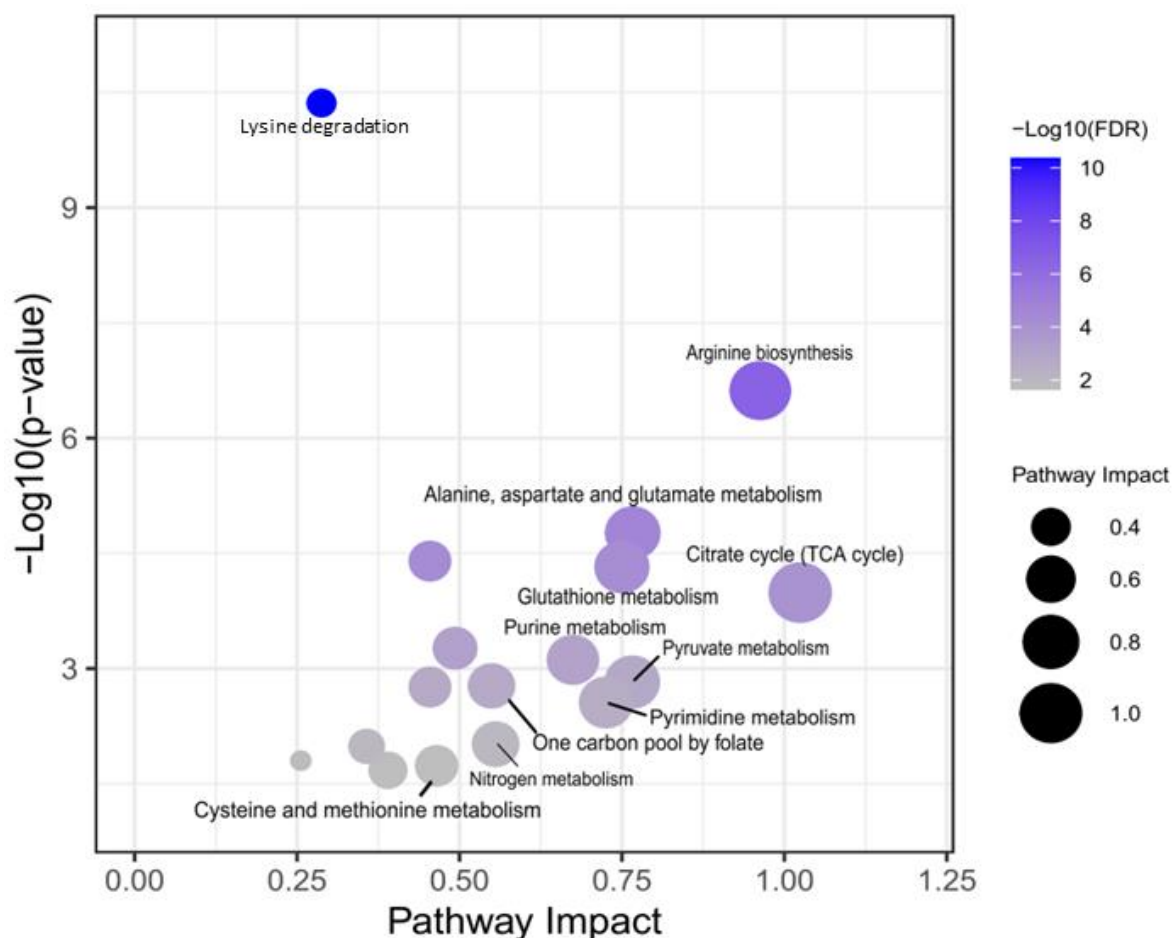 Lysine degradation
−Log10(FDR)
10
8
6
4
2
9
Arginine biosynthesis
6
Pathway Impact
Alanine, aspartate and glutamate metabolism
0.4
Citrate cycle (TCA cycle)
0.6
Glutathione metabolism
Purine metabolism
0.8
Pyruvate metabolism
3
Pyrimidine metabolism
1.0
One carbon pool by folate
Nitrogen metabolism
Cysteine and methionine metabolism
−Log10(p−value)
0.00 0.25 0.50 0.75 1.00 1.25
Pathway Impact